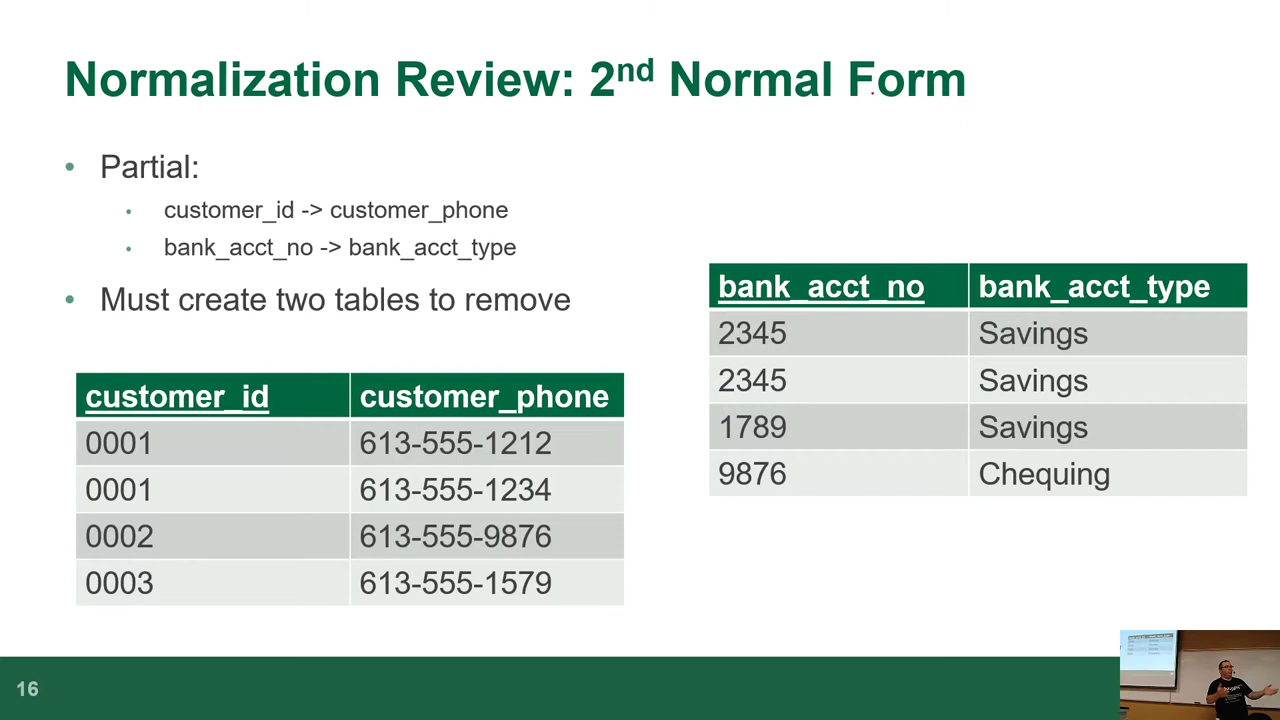 Normalization Review: 2nd Normal Form
• Partial:
• customer_id -> customer_phone
• bank_acct_no -> bank_acct_type
• Must create two tables to remove
customer_id customer_phone
0001 613-555-1212
0001 613-555-1234
0002 613-555-9876
0003 613-555-1579
bank_acct_no bank_acct_type
2345 Savings
2345 Savings
1789 Savings
9876 Chequing
16